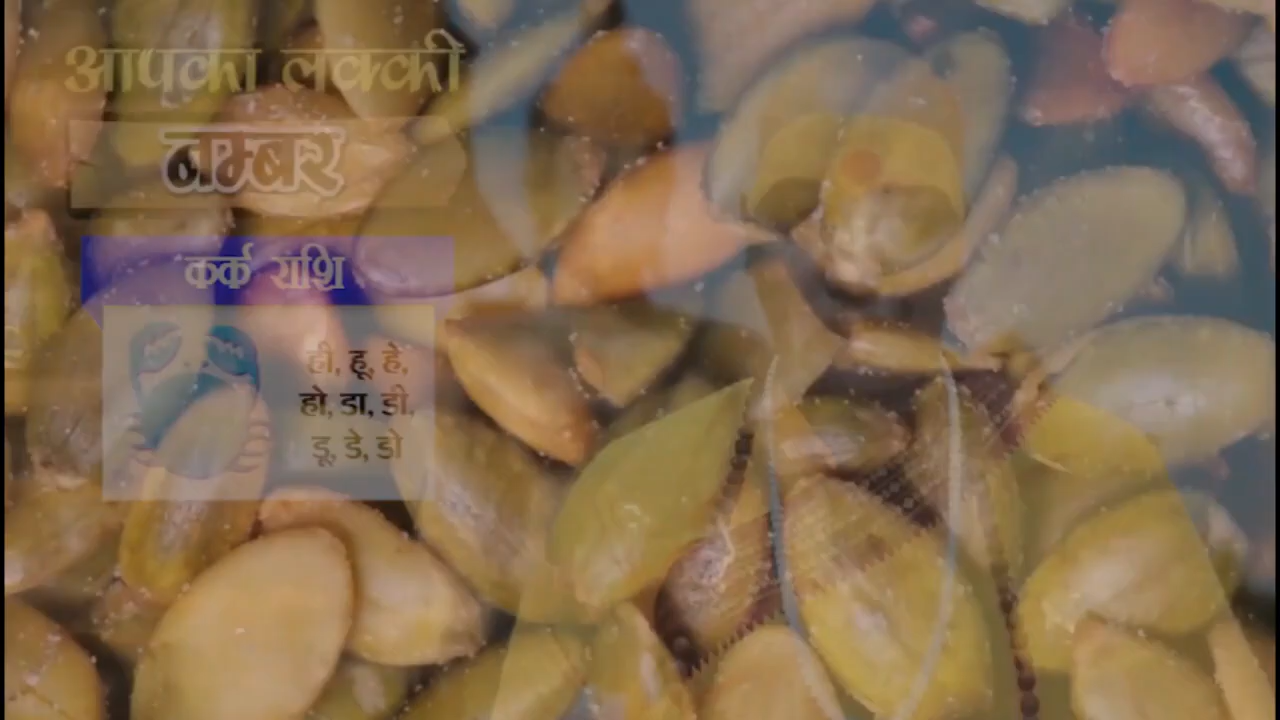 आपका लक्की
नम्बर
कर्क राशि
ही, हू, हे,
हो, डा, डी,
डू, डे, डो